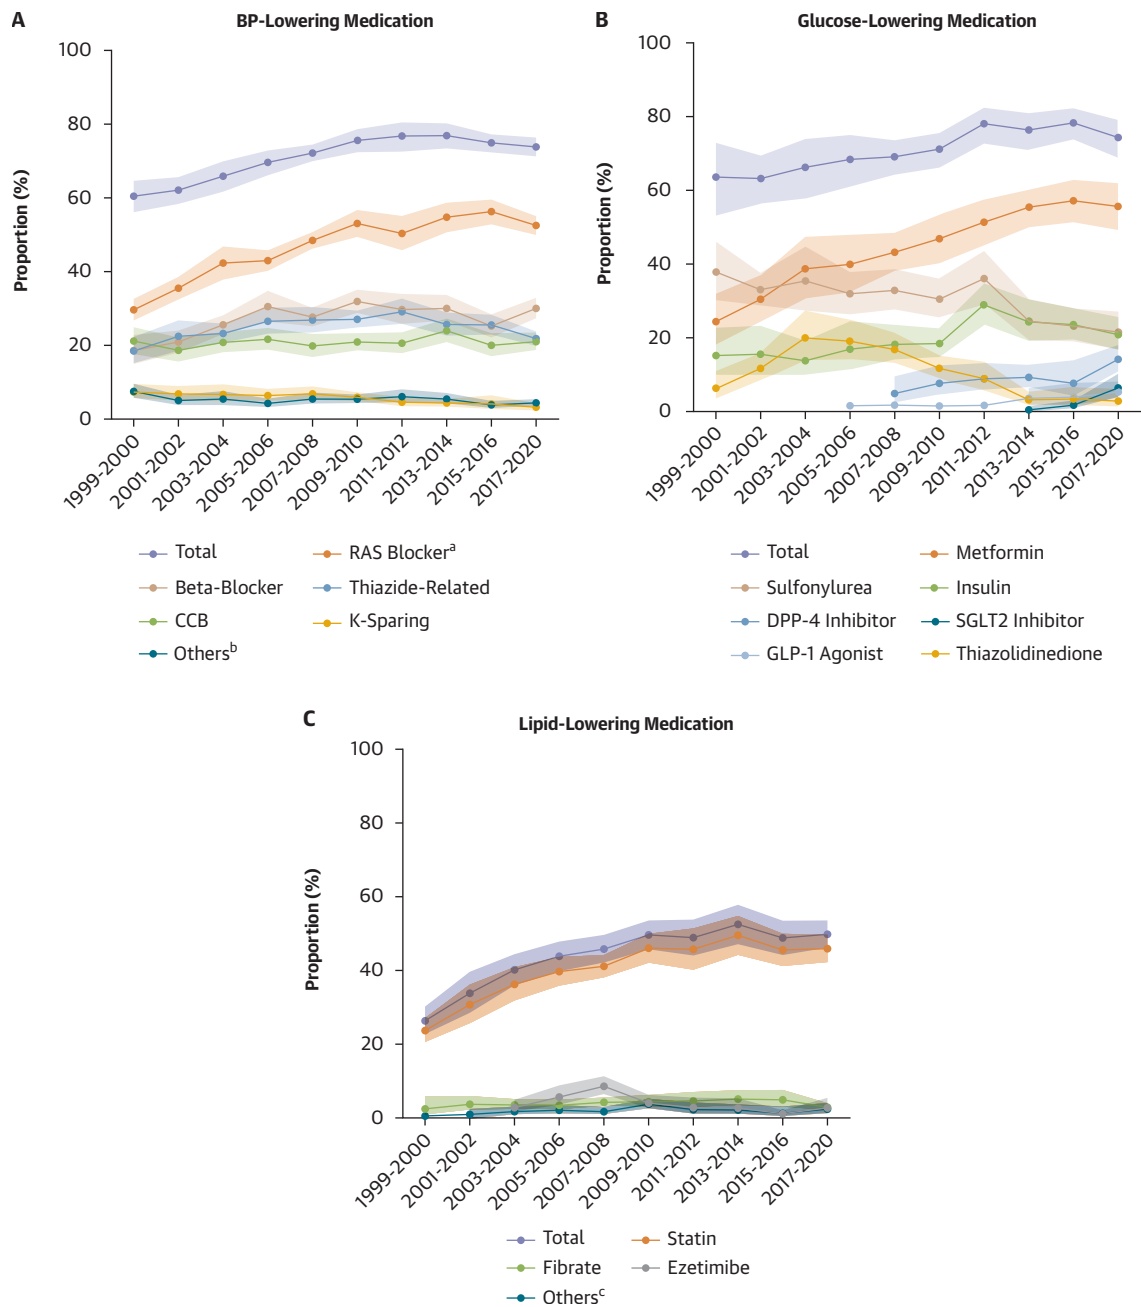 A
BP-Lowering Medication
Proportion (%)
100
80
60
40
20
0
1999-2000
2001-2002
2003-2004
2005-2006
2007-2008
2009-2010
2011-2012
2013-2014
2015-2016
2017-2020
Total
RAS Blockera
Beta-Blocker
Thiazide-Related
CCB
K-Sparing
Othersb
B
Glucose-Lowering Medication
Proportion (%)
100
80
60
40
20
0
1999-2000
2001-2002
2003-2004
2005-2006
2007-2008
2009-2010
2011-2012
2013-2014
2015-2016
2017-2020
Total
Metformin
Sulfonylurea
Insulin
DPP-4 Inhibitor
SGLT2 Inhibitor
GLP-1 Agonist
Thiazolidinedione
C
Lipid-Lowering Medication
Proportion (%)
100
80
60
40
20
0
1999-2000
2001-2002
2003-2004
2005-2006
2007-2008
2009-2010
2011-2012
2013-2014
2015-2016
2017-2020
Total
Statin
Fibrate
Ezetimibe
Othersc